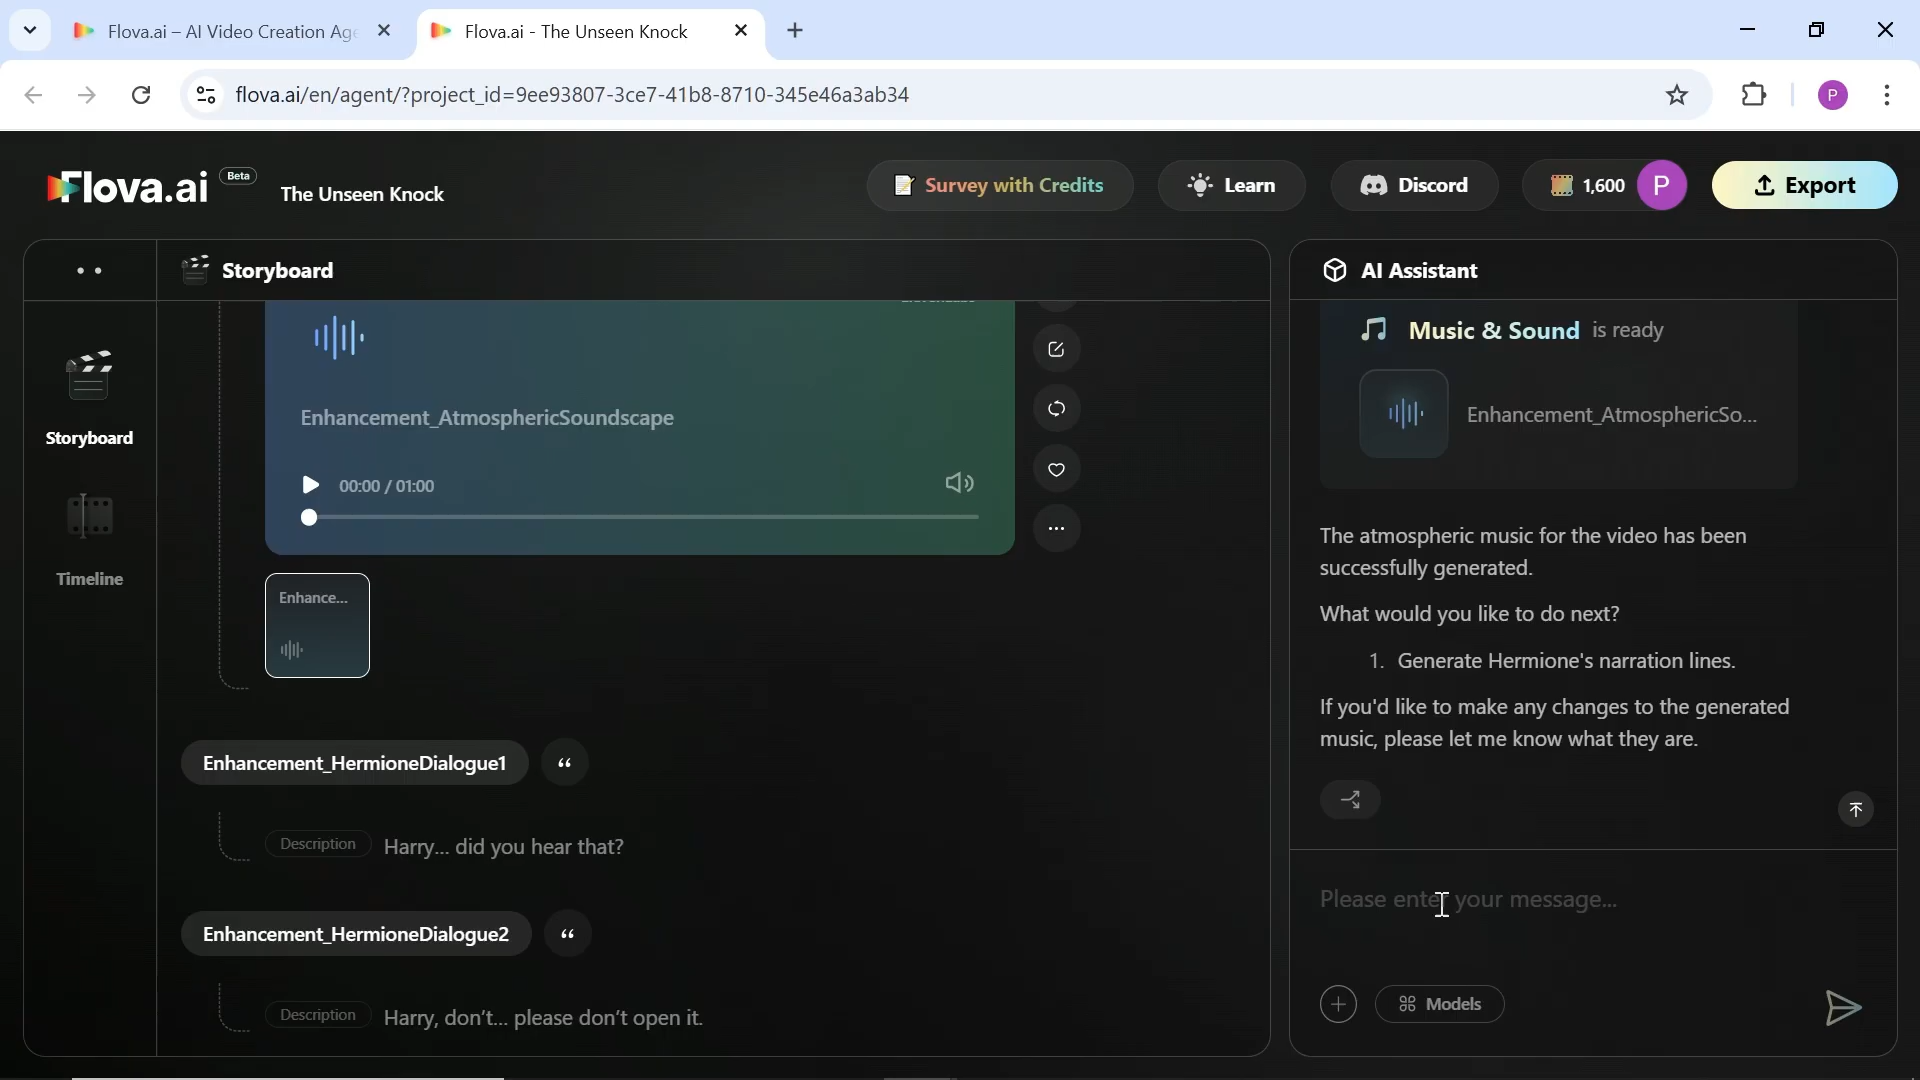 Flova.ai – AI Video Creation Age
Flova.ai - The Unseen Knock
flova.ai/en/agent/?project_id=9ee93807-3ce7-41b8-8710-345e46a3ab34
P
Flova.ai
Beta
The Unseen Knock
Survey with Credits
Learn
Discord
1,600
P
Export
Storyboard
Storyboard
Timeline
Enhancement_AtmosphericSoundscape
00:00 / 01:00
Enhance...
Enhancement_HermioneDialogue1
Description Harry... did you hear that?
Enhancement_HermioneDialogue2
Description Harry, don't... please don't open it.
AI Assistant
Music & Sound is ready
Enhancement_AtmosphericSo...
The atmospheric music for the video has been
successfully generated.
What would you like to do next?
1. Generate Hermione's narration lines.
If you'd like to make any changes to the generated
music, please let me know what they are.
Please enter your message...
Models